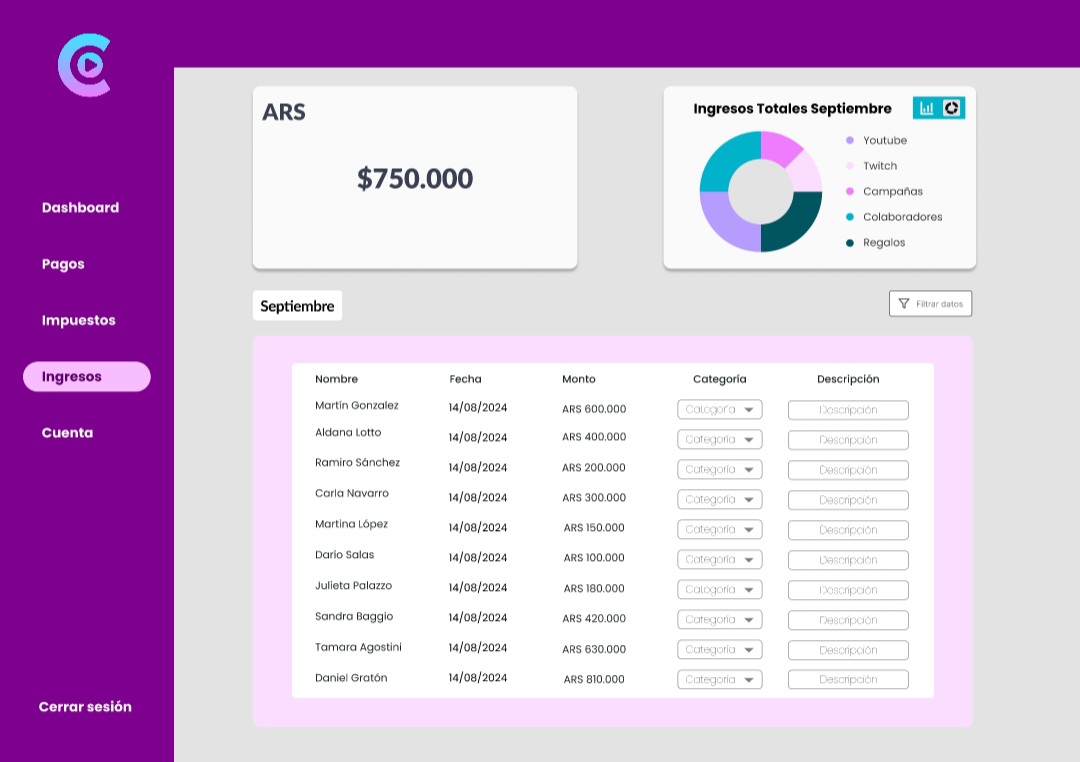 ARS
$750.000
Ingresos Totales Septiembre
Youtube
Twitch
Campañas
Colaboradores
Regalos
Dashboard
Pagos
Impuestos
Ingresos
Cuenta
Cerrar sesión
Septiembre
Filtrar datos
Nombre Fecha Monto Categoría Descripción
Martín Gonzalez 14/08/2024 ARS 600.000 Categoría Descripción
Aldana Lotto 14/08/2024 ARS 400.000 Categoría Descripción
Ramiro Sánchez 14/08/2024 ARS 200.000 Categoría Descripción
Carla Navarro 14/08/2024 ARS 300.000 Categoría Descripción
Martina López 14/08/2024 ARS 150.000 Categoría Descripción
Darío Salas 14/08/2024 ARS 100.000 Categoría Descripción
Julieta Palazzo 14/08/2024 ARS 180.000 Categoría Descripción
Sandra Baggio 14/08/2024 ARS 420.000 Categoría Descripción
Tamara Agostini 14/08/2024 ARS 630.000 Categoría Descripción
Daniel Gratón 14/08/2024 ARS 810.000 Categoría Descripción